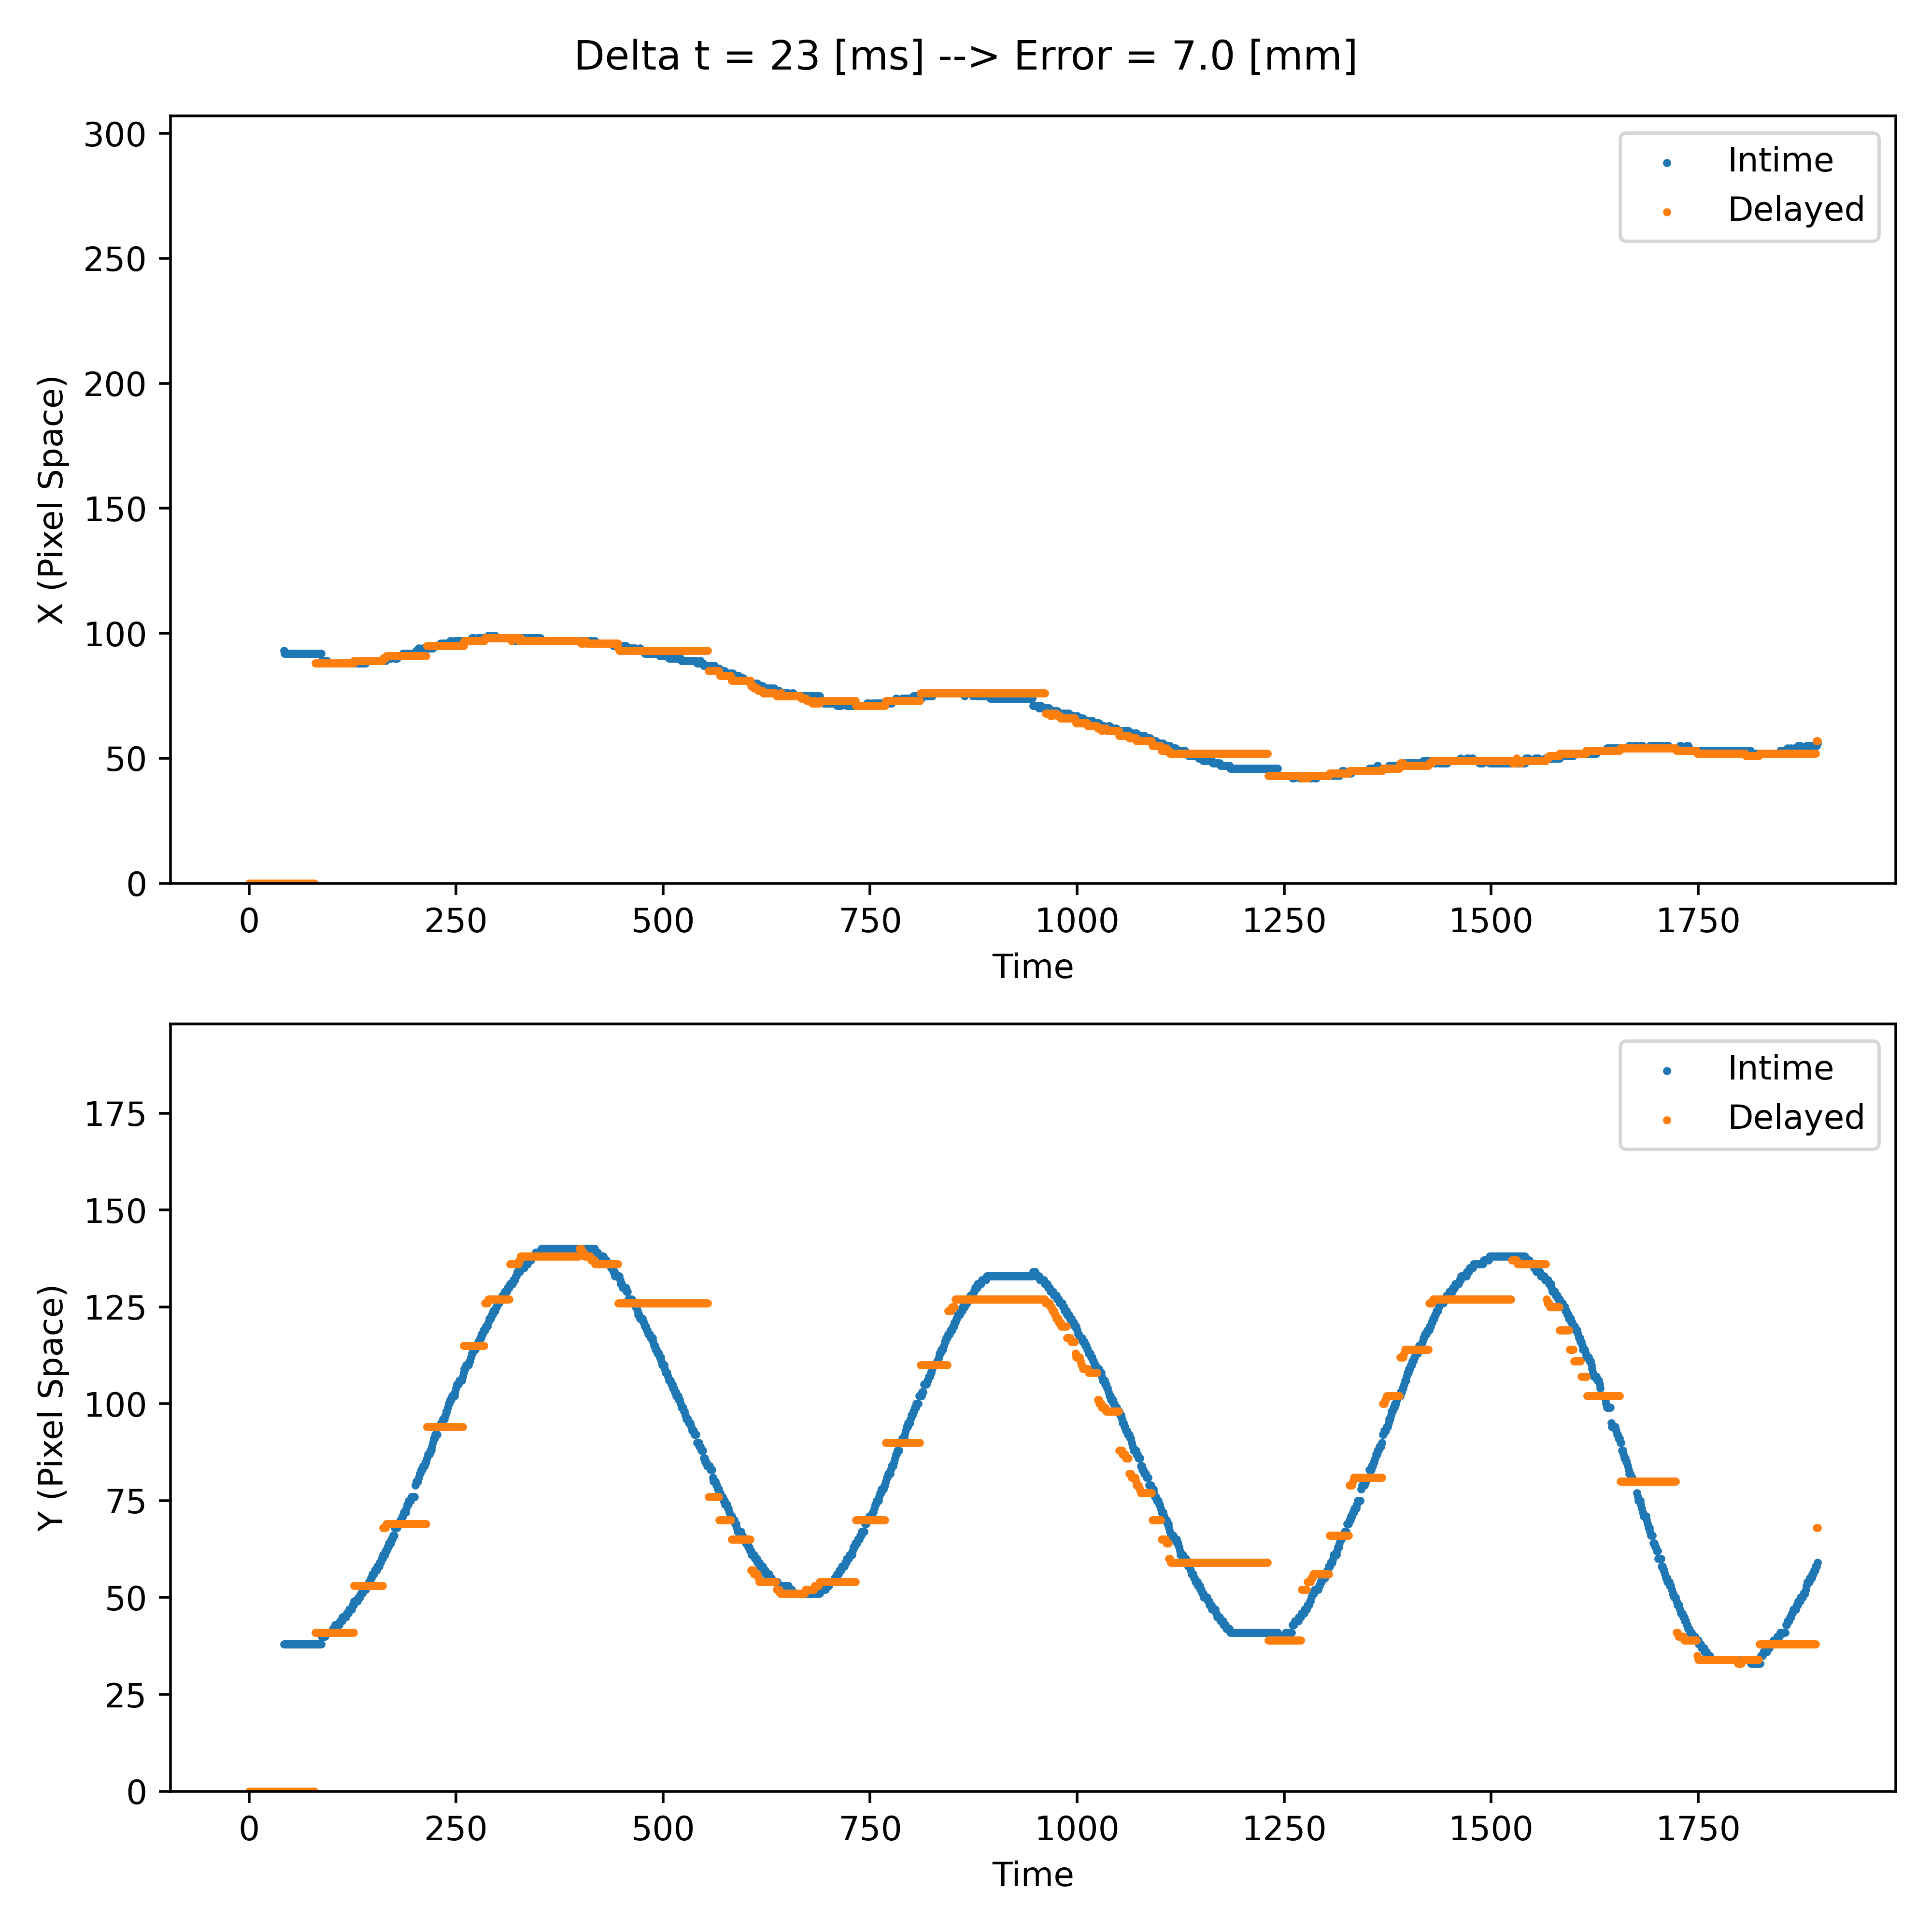 Delta t = 23 [ms] --> Error = 7.0 [mm]
300
250
200
150
100
50
0
X (Pixel Space)
Intime
Delayed
0 250 500 750 1000 1250 1500 1750
Time
175
150
125
100
75
50
25
0
Y (Pixel Space)
Intime
Delayed
0 250 500 750 1000 1250 1500 1750
Time